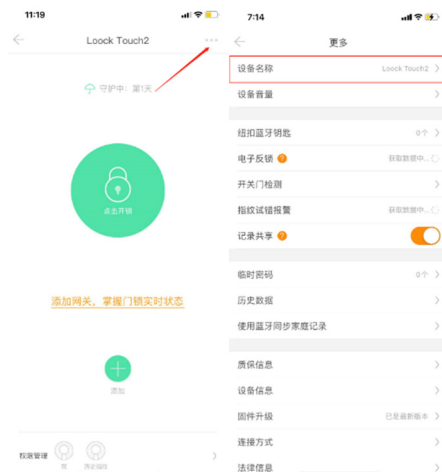 11:19
Loock Touch2
守护中：第1天
点击开锁
添加网关，掌握门锁实时状态
添加
权限管理
我
7:14
更多
设备名称 Loock Touch2
设备音量
纽扣蓝牙钥匙 0个
电子反锁 ? 获取数据中...
开关门检测
指纹试错报警 获取数据中...
记录共享 ?
临时密码 0个
历史数据
使用蓝牙同步家庭记录
质保信息
设备信息
固件升级 已是最新版本
连接方式
法律信息